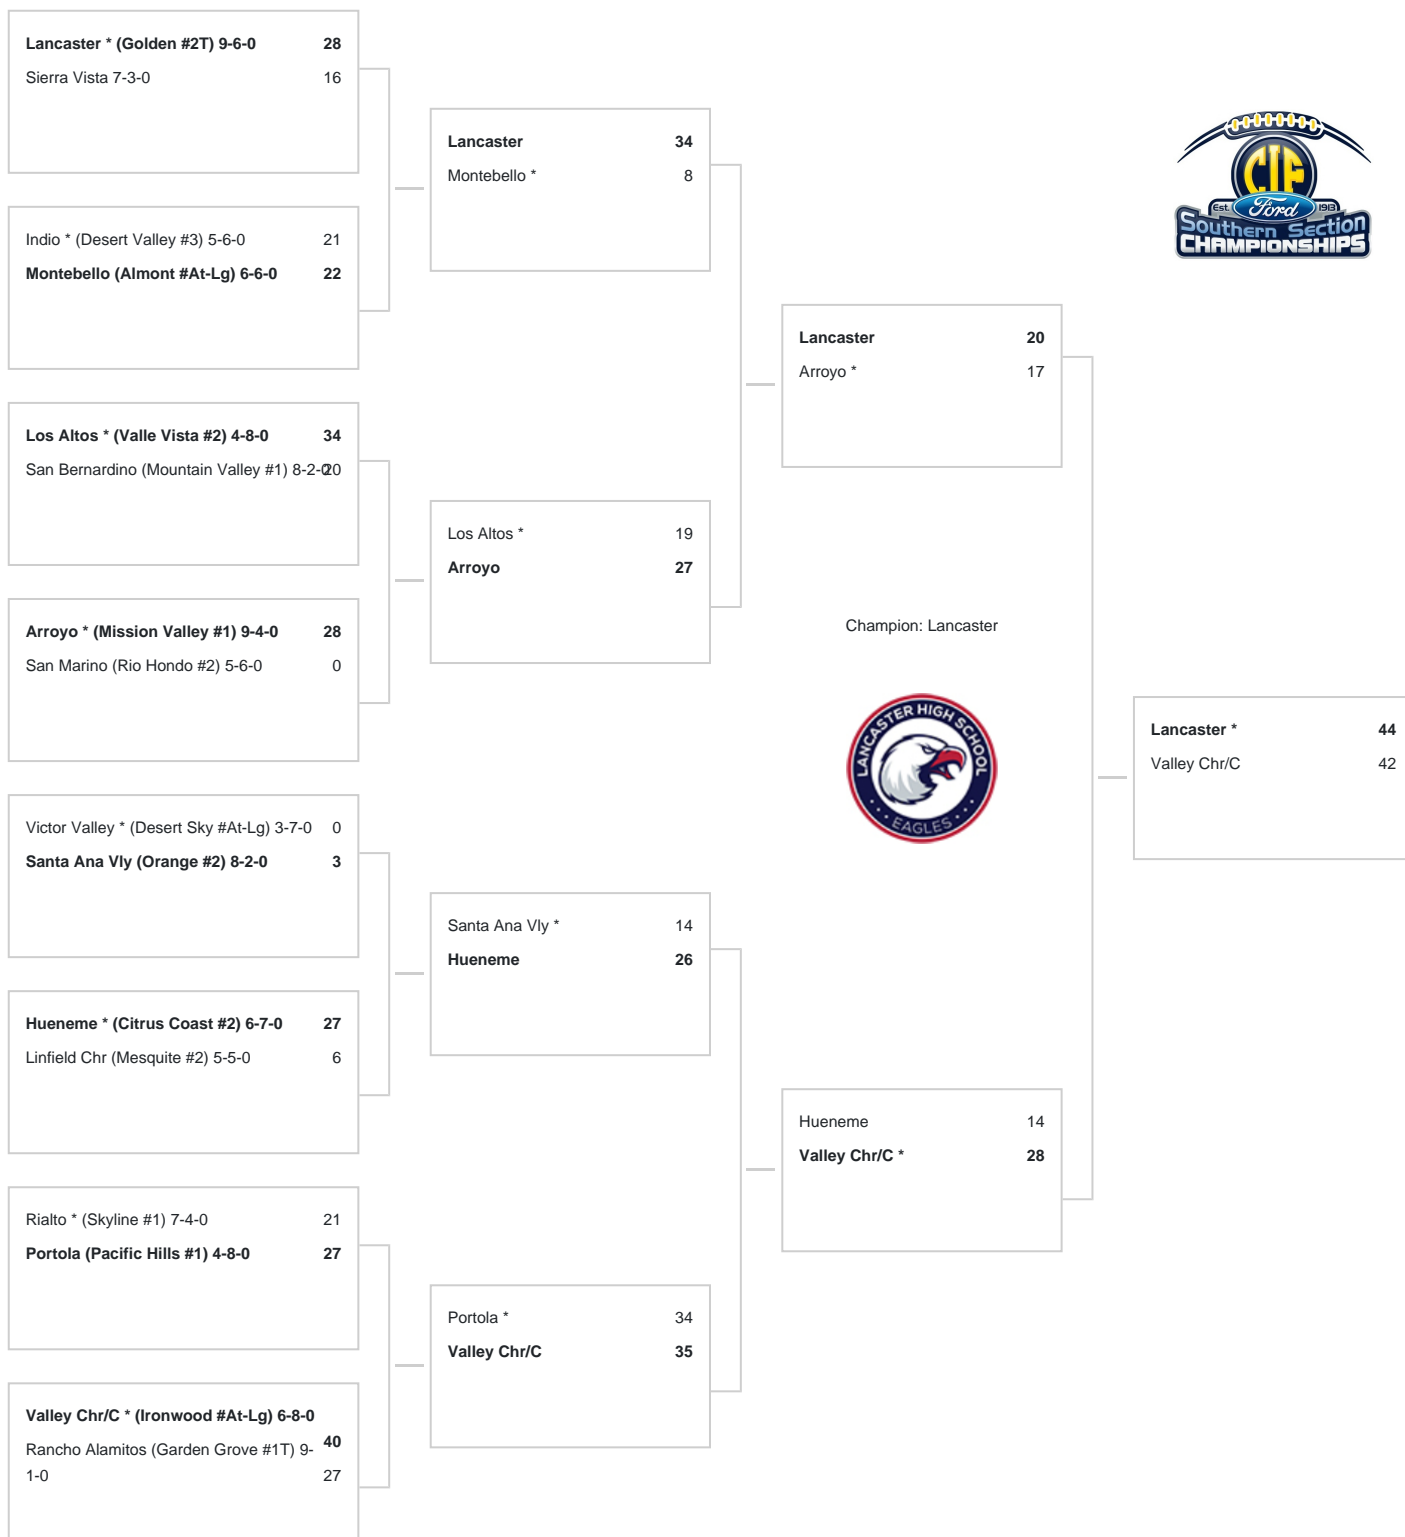 Lancaster * (Golden #2T) 9-6-0 28
Sierra Vista 7-3-0 16
Indio * (Desert Valley #3) 5-6-0 21
Montebello (Almont #At-Lg) 6-6-0 22
Los Altos * (Valle Vista #2) 4-8-0 34
San Bernardino (Mountain Valley #1) 8-2-0 20
Arroyo * (Mission Valley #1) 9-4-0 28
San Marino (Rio Hondo #2) 5-6-0 0
Victor Valley * (Desert Sky #At-Lg) 3-7-0 0
Santa Ana Vly (Orange #2) 8-2-0 3
Hueneme * (Citrus Coast #2) 6-7-0 27
Linfield Chr (Mesquite #2) 5-5-0 6
Rialto * (Skyline #1) 7-4-0 21
Portola (Pacific Hills #1) 4-8-0 27
Valley Chr/C * (Ironwood #At-Lg) 6-8-0
40
Rancho Alamitos (Garden Grove #1T) 9-
1-0 27
Lancaster 34
Montebello * 8
Los Altos * 19
Arroyo 27
Santa Ana Vly * 14
Hueneme 26
Portola * 34
Valley Chr/C 35
Lancaster 20
Arroyo * 17
Hueneme 14
Valley Chr/C * 28
Champion: Lancaster
LANCASTER HIGH SCHOOL
EAGLES
Lancaster * 44
Valley Chr/C 42
CIF
Est. Ford 1913
Southern Section
CHAMPIONSHIPS